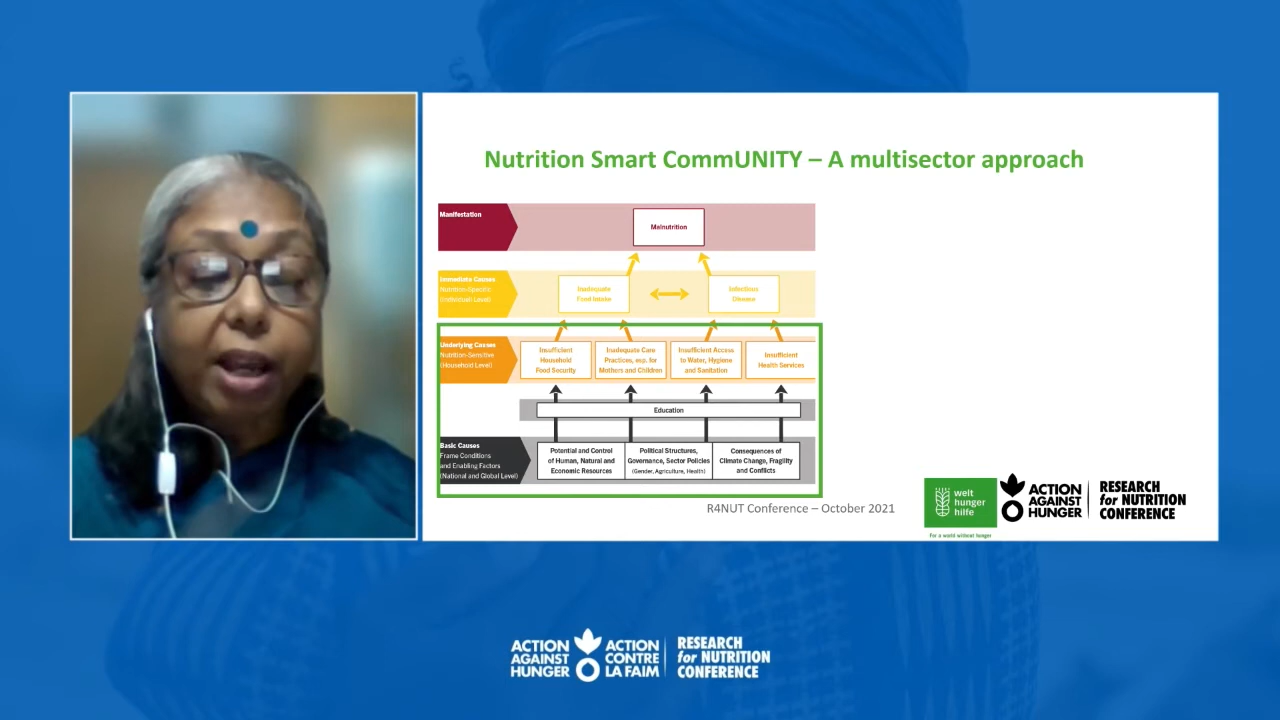 Nutrition Smart CommUNITY – A multisector approach
Manifestation
Malnutrition
Immediate Causes
Nutrition-Specific
(Individual Level)
Inadequate
Food Intake
Infectious
Disease
Underlying Causes
Nutrition-Sensitive
(Household Level)
Insufficient
Household
Food Security
Inadequate Care
Practices, esp. for
Mothers and Children
Insufficient Access
to Water, Hygiene
and Sanitation
Insufficient
Health Services
Education
Basic Causes
Frame Conditions
and Enabling Factors
(National and Global Level)
Potential and Control
of Human, Natural and
Economic Resources
Political Structures,
Governance, Sector Policies
(Gender, Agriculture, Health)
Consequences of
Climate Change, Fragility
and Conflicts
R4NUT Conference – October 2021
welt
hunger
hilfe
For a world without hunger
ACTION
AGAINST
HUNGER
RESEARCH
for NUTRITION
CONFERENCE
ACTION
AGAINST
HUNGER
ACTION
CONTRE
LA FAIM
RESEARCH
for NUTRITION
CONFERENCE